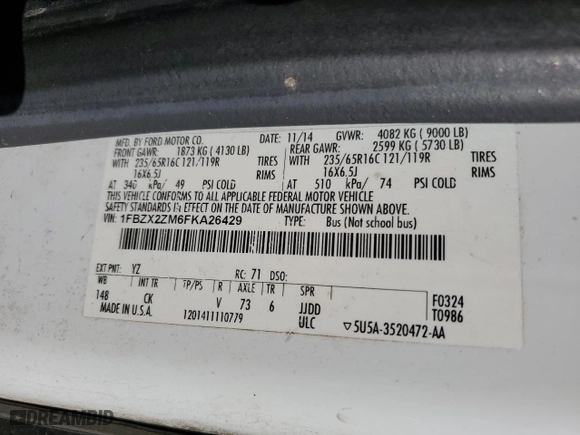 MFD. BY FORD MOTOR CO.
DATE: 11/14 GVWR: 4082 KG ( 9000 LB)
FRONT GAWR: 1873 KG ( 4130 LB) REAR GAWR: 2599 KG ( 5730 LB)
WITH 235/65R16C 121/119R TIRES WITH 235/65R16C 121/119R TIRES
16X6.5J RIMS 16X6.5J RIMS
AT 340 kPa/ 49 PSI COLD AT 510 kPa/ 74 PSI COLD
THIS VEHICLE CONFORMS TO ALL APPLICABLE FEDERAL MOTOR VEHICLE
SAFETY STANDARDS IN EFFECT ON THE DATE OF MANUFACTURE SHOWN ABOVE.
VIN: 1FBZX2ZM6FKA26429 TYPE: Bus (Not school bus)
EXT PNT: YZ RC: 71 DSO:
WB INT TR TP/PS R AXLE TR SPR
148 CK V 73 6 JJDD F0324
MADE IN U.S.A. 1201411110779 ULC ▽5U5A-3520472-AA T0986
DREAMBID